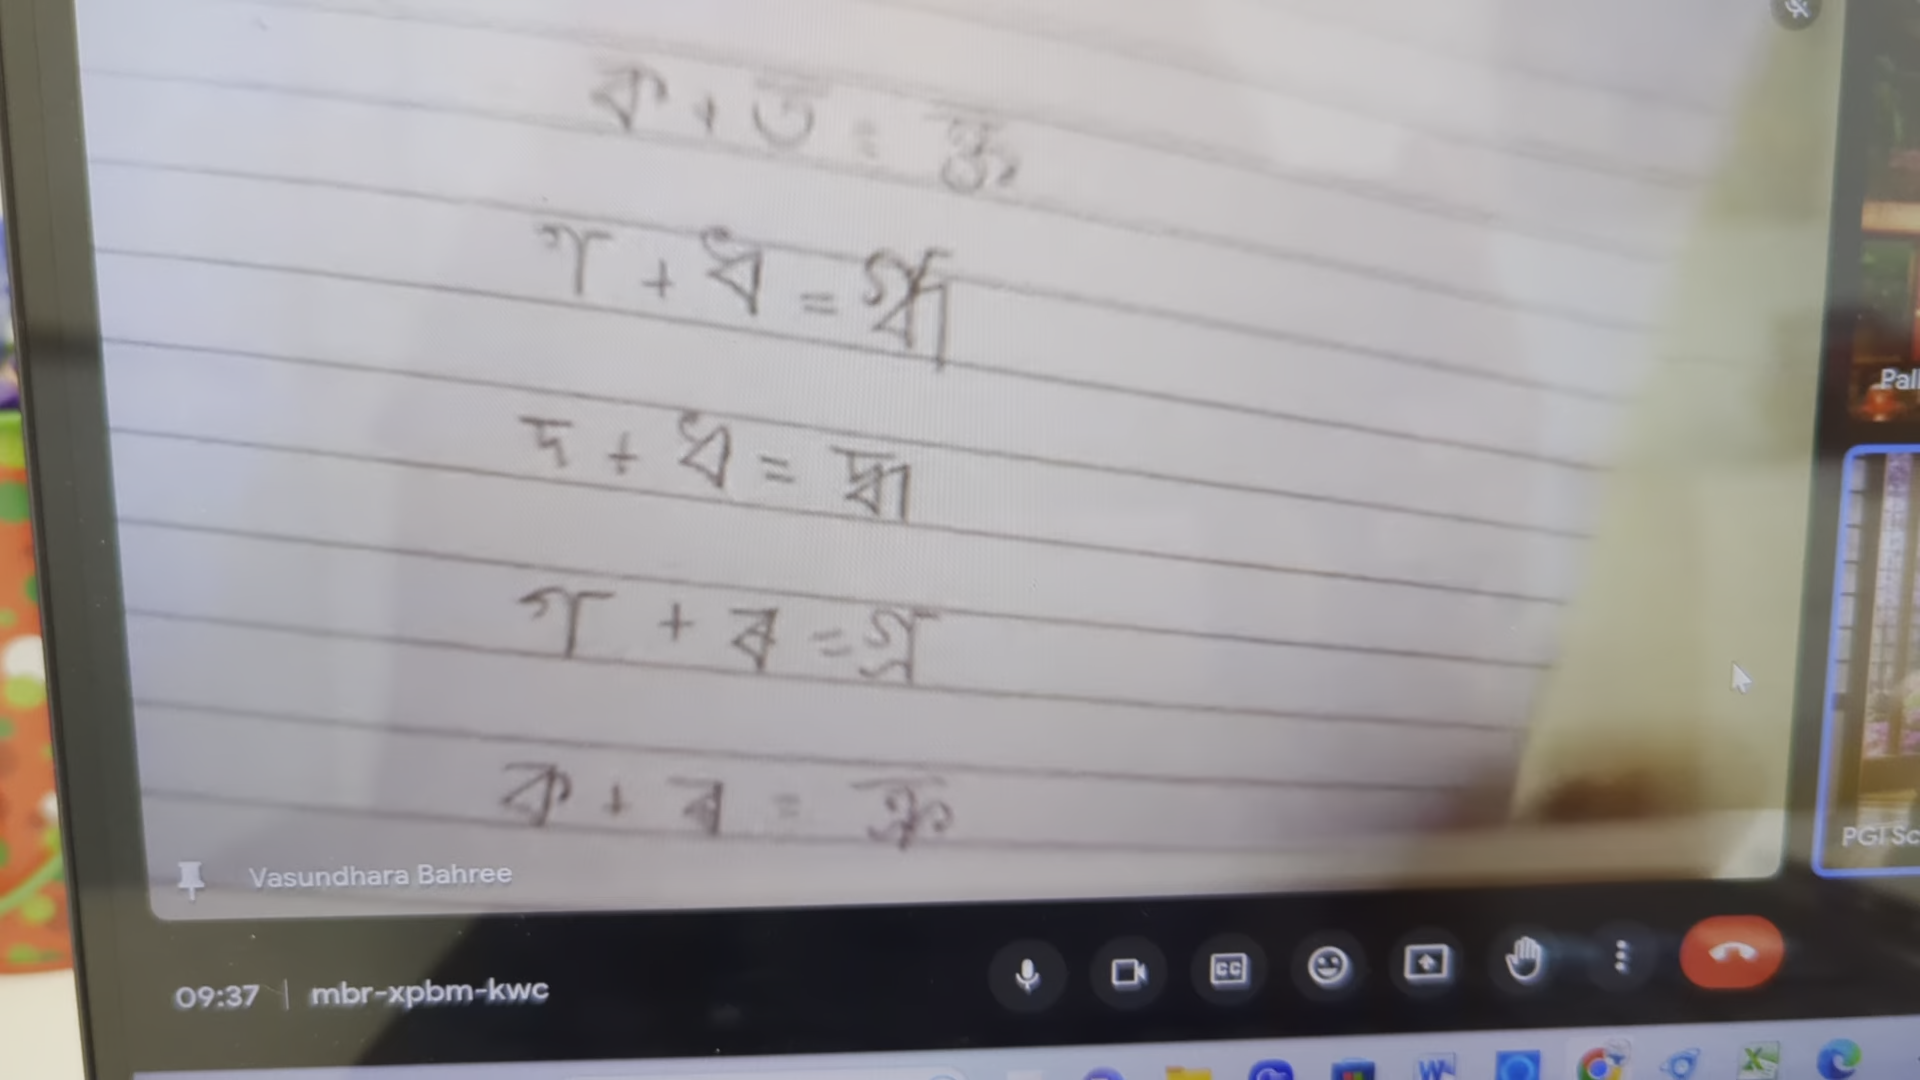 ক + ত = ক্ত
গ + ধ = গ্ধ
দ + ধ = দ্ধ
গ + ৰ = গ্ৰ
ক + ৰ = ক্ৰ
Vasundhara Bahree
09:37 | mbr-xpbm-kwc